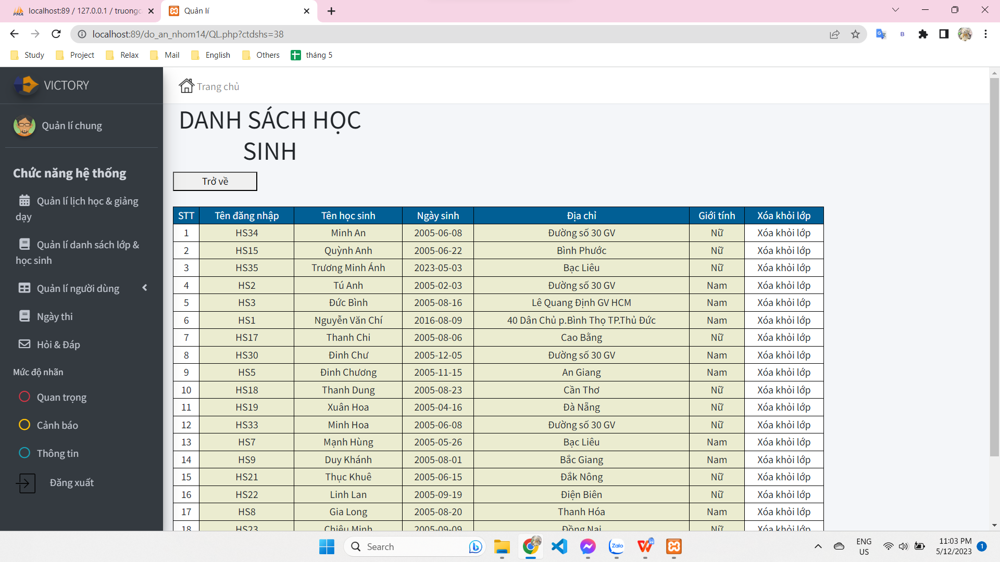 localhost:89 / 127.0.0.1 / truongc
Quản lí
localhost:89/do_an_nhom14/QL.php?ctdshs=38
Study
Project
Relax
Mail
English
Others
tháng 5
VICTORY
Trang chủ
Quản lí chung
Chức năng hệ thống
Quản lí lịch học & giảng
dạy
Quản lí danh sách lớp &
học sinh
Quản lí người dùng
Ngày thi
Hỏi & Đáp
Mức độ nhãn
Quan trọng
Cảnh báo
Thông tin
Đăng xuất
DANH SÁCH HỌC
SINH
Trở về
STT Tên đăng nhập Tên học sinh Ngày sinh Địa chỉ Giới tính Xóa khỏi lớp
1 HS34 Minh An 2005-06-08 Đường số 30 GV Nữ Xóa khỏi lớp
2 HS15 Quỳnh Anh 2005-06-22 Bình Phước Nữ Xóa khỏi lớp
3 HS35 Trương Minh Ánh 2023-05-03 Bạc Liêu Nữ Xóa khỏi lớp
4 HS2 Tú Anh 2005-02-03 Đường số 30 GV Nam Xóa khỏi lớp
5 HS3 Đức Bình 2005-08-16 Lê Quang Định GV HCM Nam Xóa khỏi lớp
6 HS1 Nguyễn Văn Chí 2016-08-09 40 Dân Chủ p.Bình Thọ TP.Thủ Đức Nam Xóa khỏi lớp
7 HS17 Thanh Chi 2005-08-06 Cao Bằng Nữ Xóa khỏi lớp
8 HS30 Đinh Chư 2005-12-05 Đường số 30 GV Nam Xóa khỏi lớp
9 HS5 Đinh Chương 2005-11-15 An Giang Nam Xóa khỏi lớp
10 HS18 Thanh Dung 2005-08-23 Cần Thơ Nữ Xóa khỏi lớp
11 HS19 Xuân Hoa 2005-04-16 Đà Nẵng Nữ Xóa khỏi lớp
12 HS33 Minh Hoa 2005-06-08 Đường số 30 GV Nữ Xóa khỏi lớp
13 HS7 Mạnh Hùng 2005-05-26 Bạc Liêu Nam Xóa khỏi lớp
14 HS9 Duy Khánh 2005-08-01 Bắc Giang Nam Xóa khỏi lớp
15 HS21 Thục Khuê 2005-06-15 Đắk Nông Nữ Xóa khỏi lớp
16 HS22 Linh Lan 2005-09-19 Điện Biên Nữ Xóa khỏi lớp
17 HS8 Gia Long 2005-08-20 Thanh Hóa Nam Xóa khỏi lớp
18 HS23 Chiêu Minh 2005-09-09 Đồng Nai Nữ Xóa khỏi lớp
Search
Zalo
ENG
US
11:03 PM
5/12/2023
1